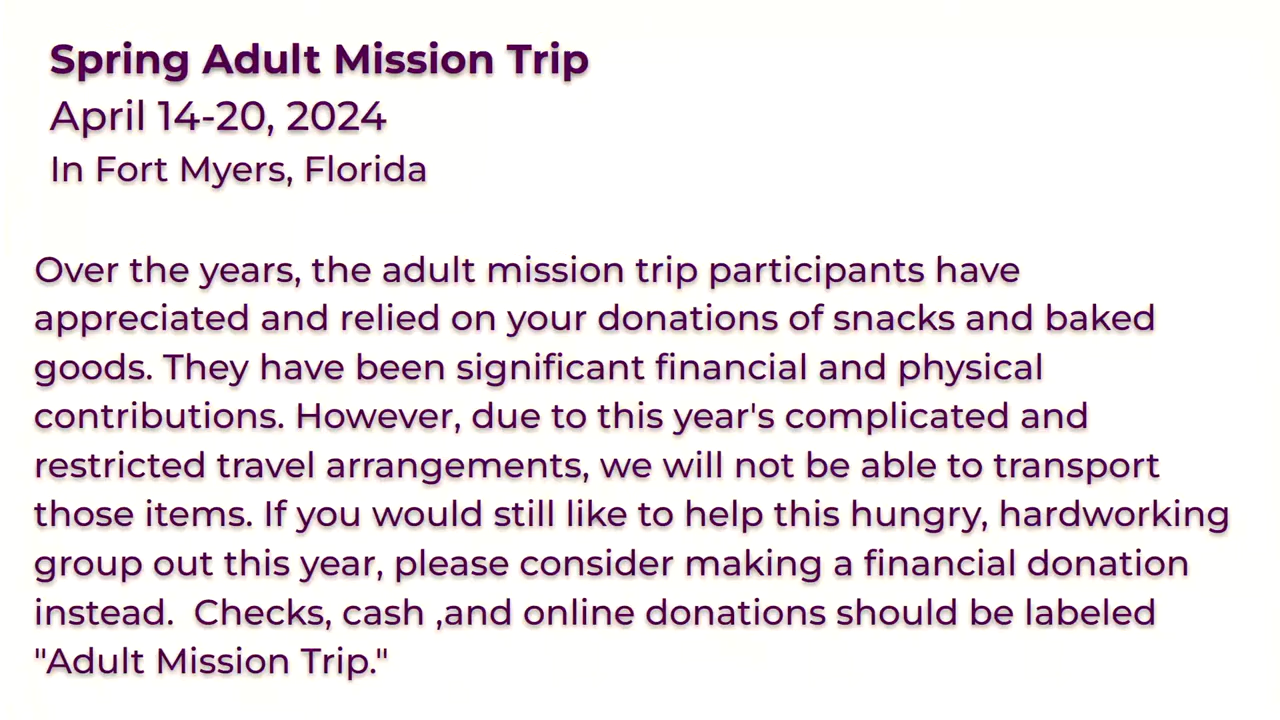 Spring Adult Mission Trip
April 14-20, 2024
In Fort Myers, Florida
Over the years, the adult mission trip participants have
appreciated and relied on your donations of snacks and baked
goods. They have been significant financial and physical
contributions. However, due to this year's complicated and
restricted travel arrangements, we will not be able to transport
those items. If you would still like to help this hungry, hardworking
group out this year, please consider making a financial donation
instead.  Checks, cash ,and online donations should be labeled
"Adult Mission Trip."